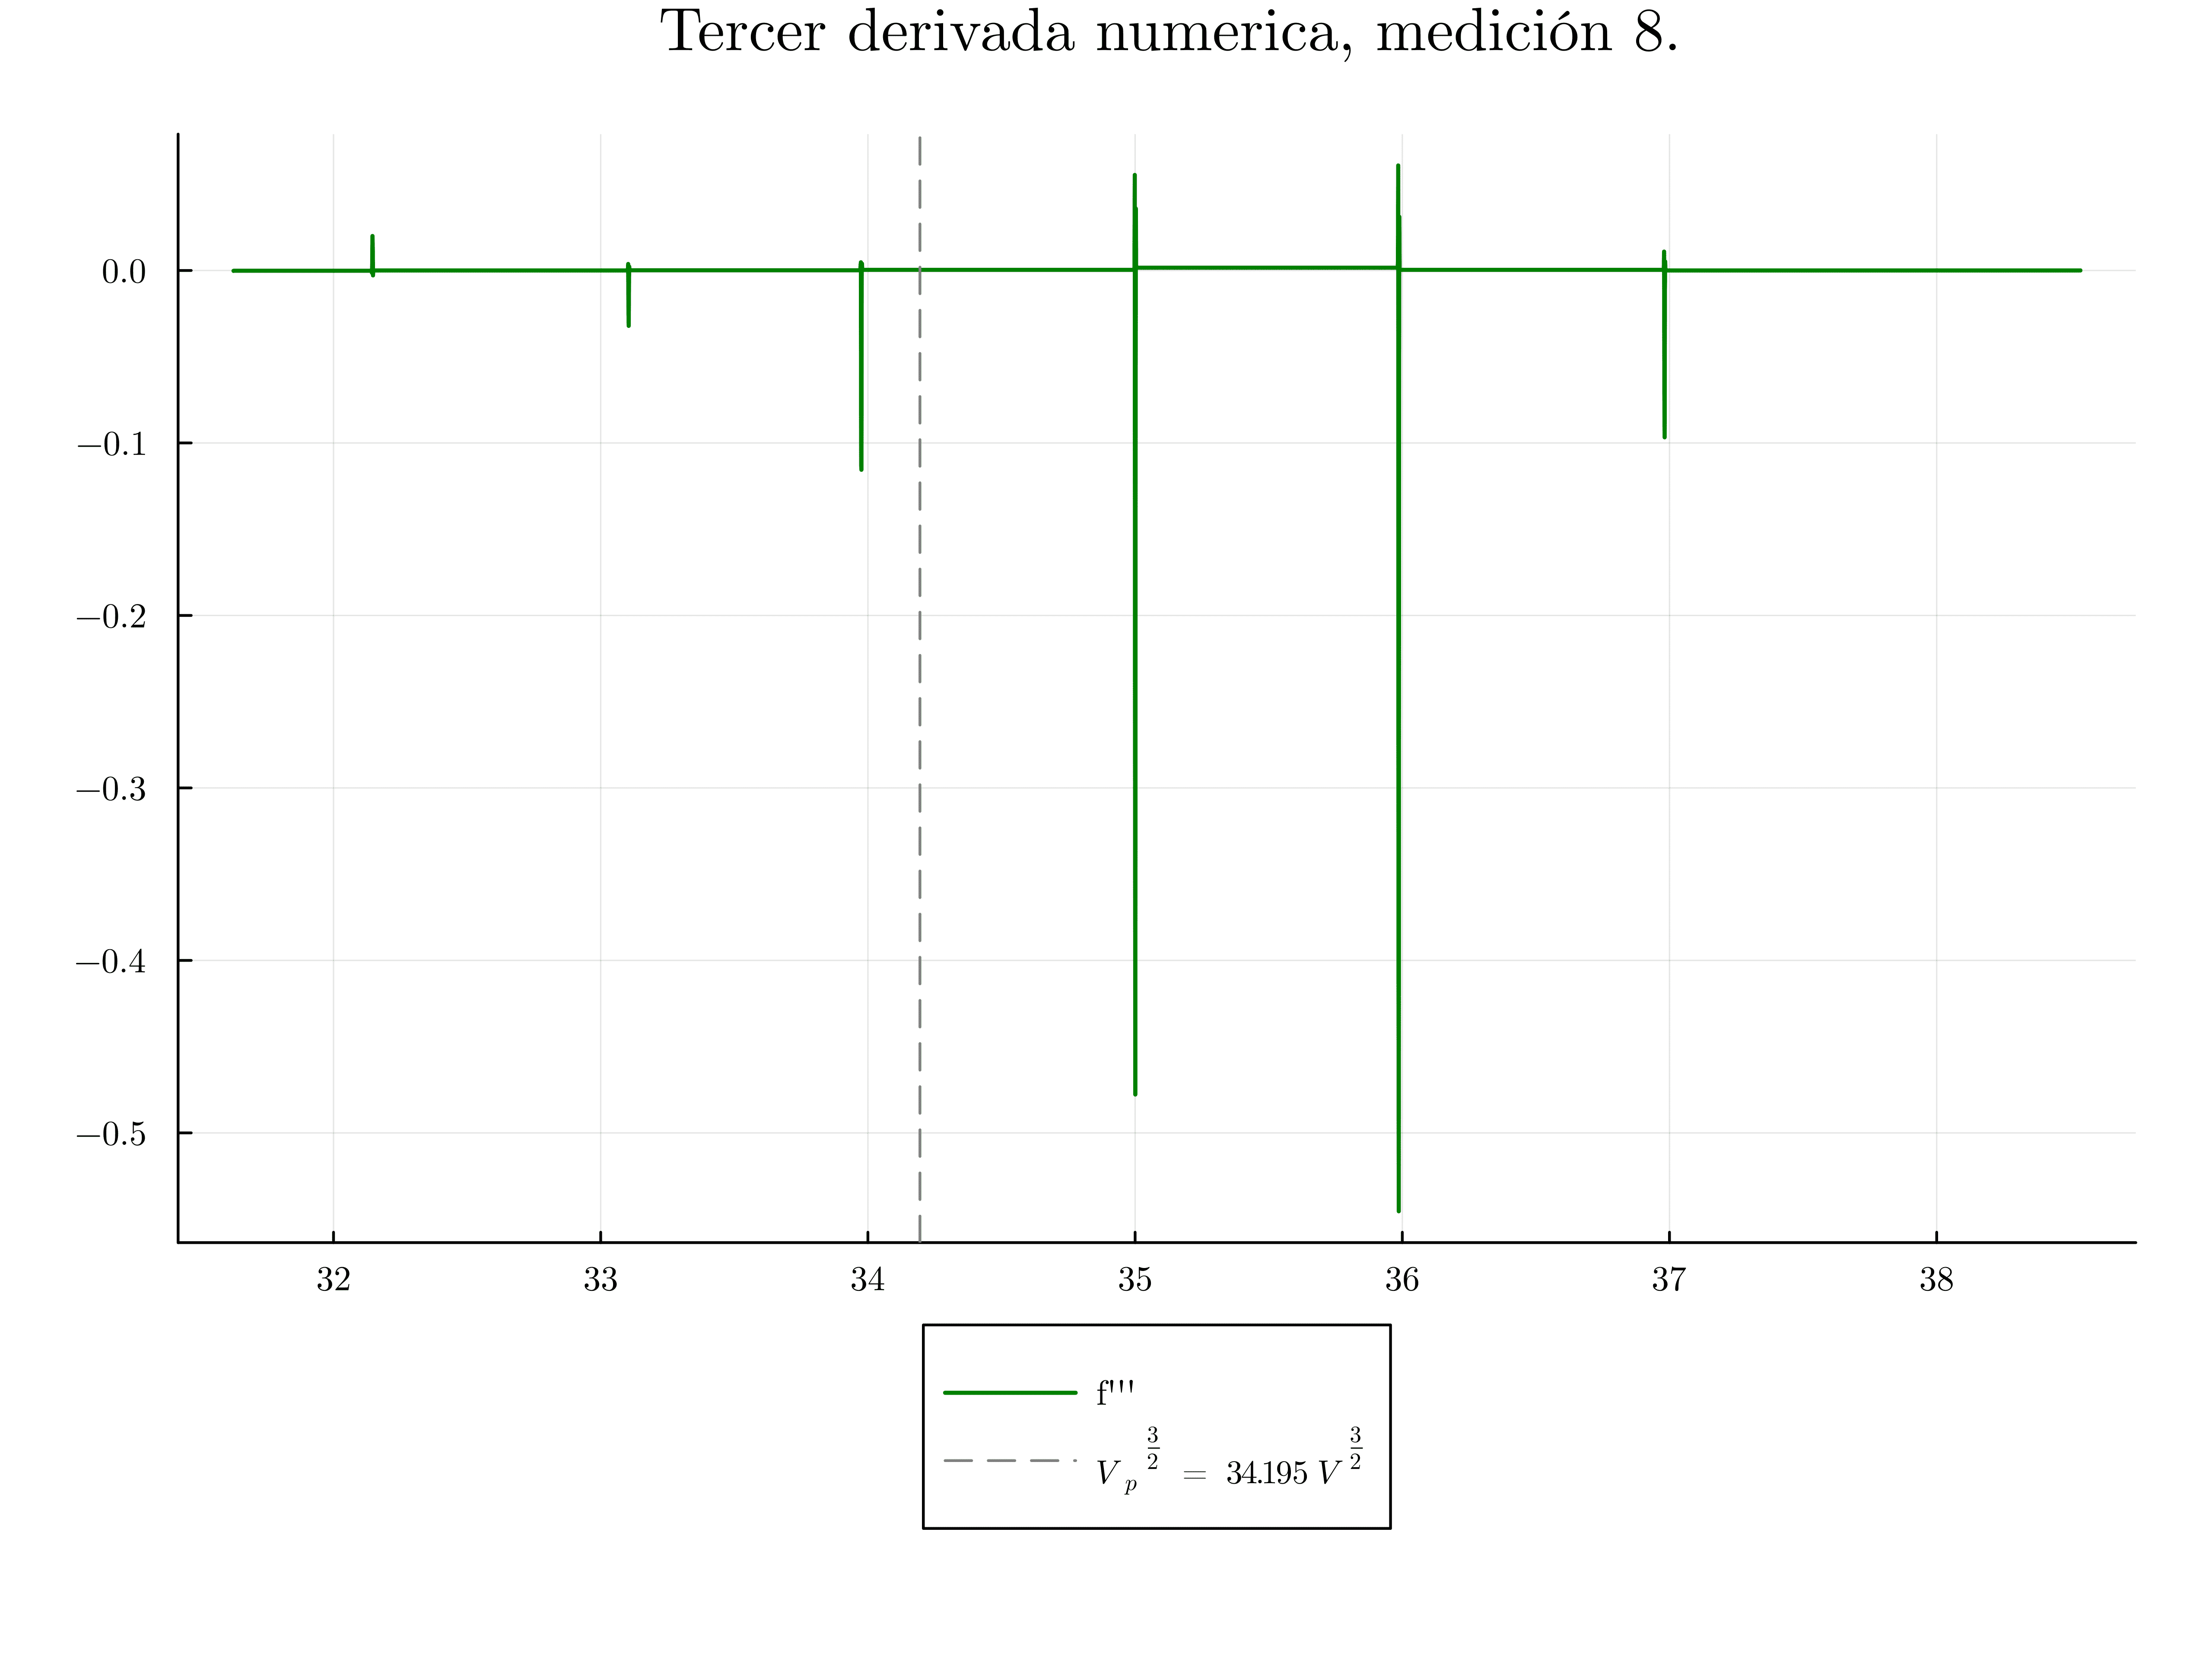 Tercer derivada numerica, medición 8.
0.0
−0.1
−0.2
−0.3
−0.4
−0.5
32 33 34 35 36 37 38
f'''
V_p^{3/2} = 34.195 V^{3/2}